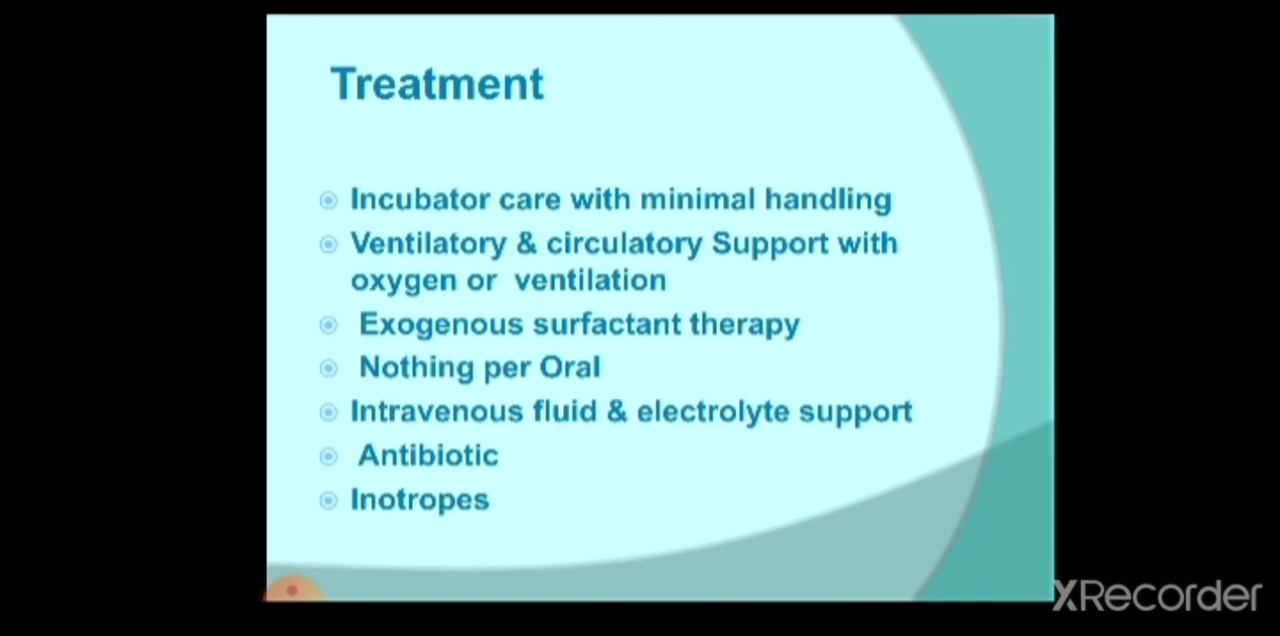 Treatment
Incubator care with minimal handling
Ventilatory & circulatory Support with
oxygen or ventilation
Exogenous surfactant therapy
Nothing per Oral
Intravenous fluid & electrolyte support
Antibiotic
Inotropes
XRecorder